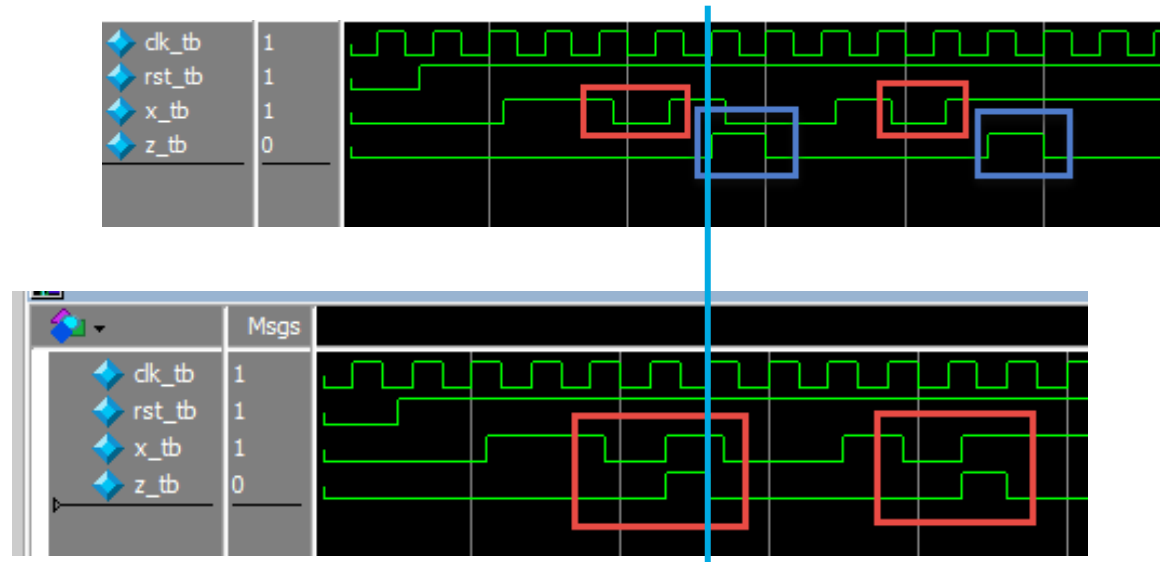 clk_tb 1
rst_tb 1
x_tb 1
z_tb 0
Msgs
clk_tb 1
rst_tb 1
x_tb 1
z_tb 0